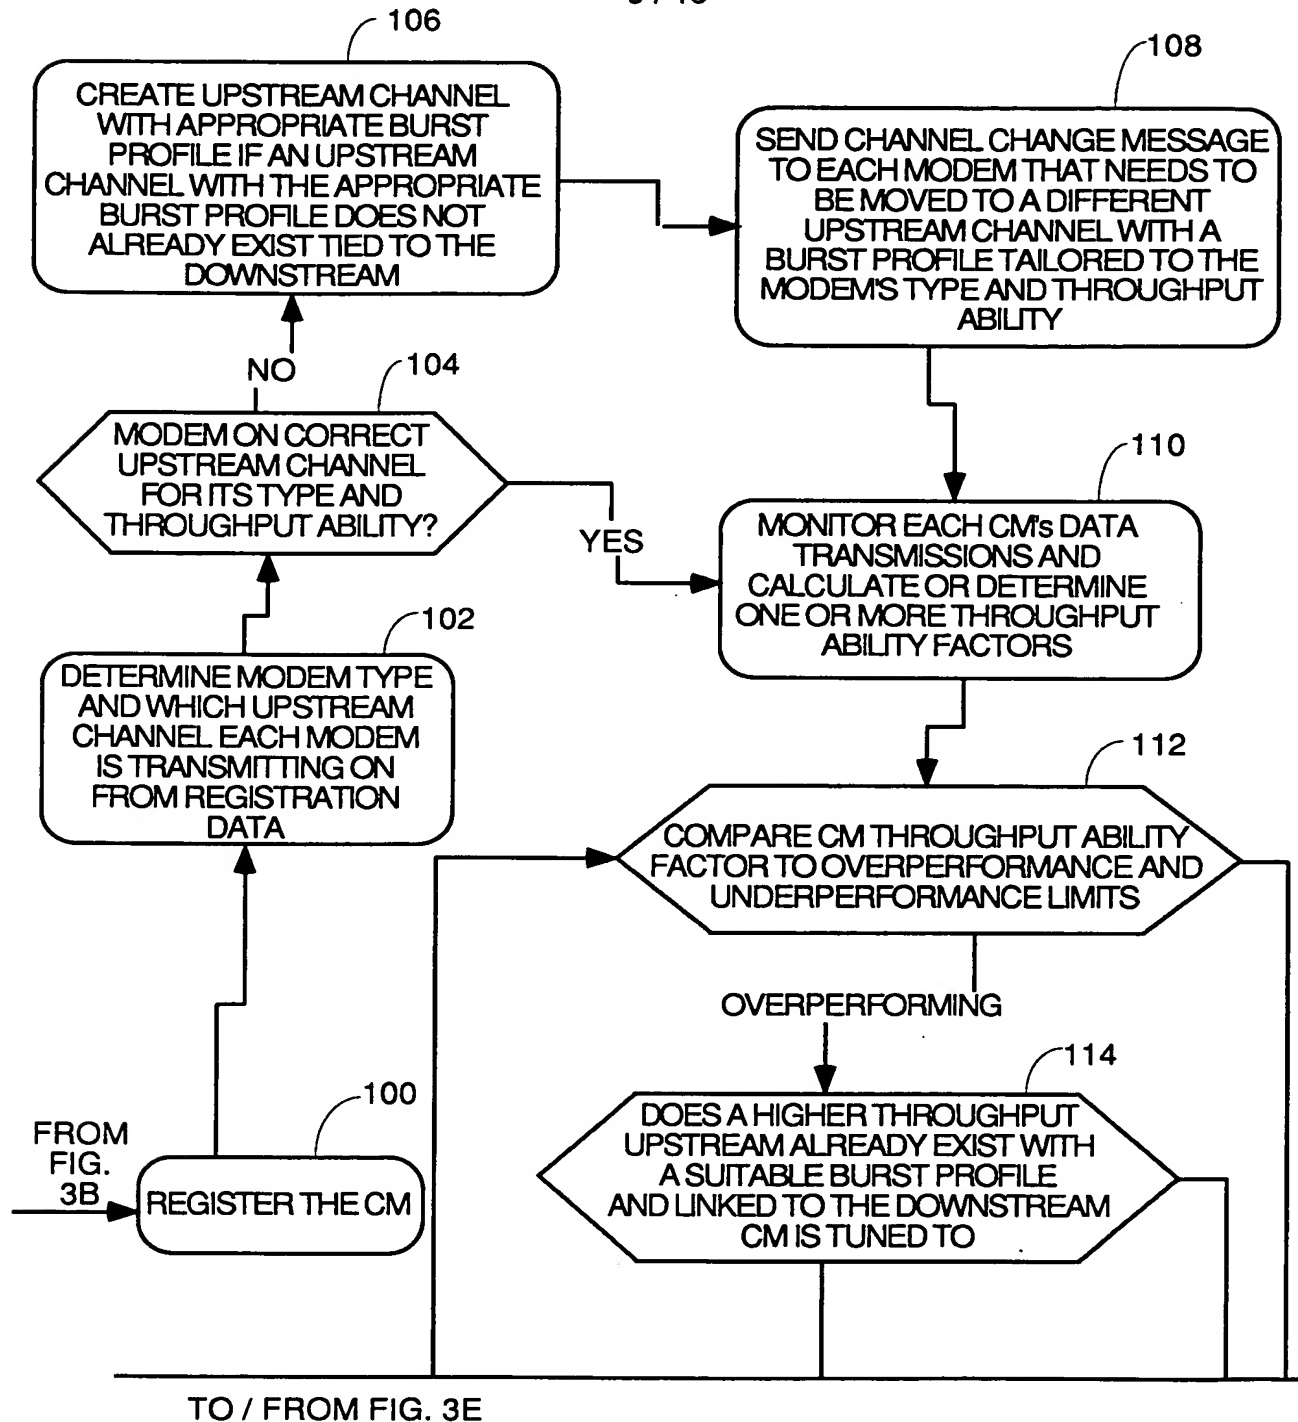 106
CREATE UPSTREAM CHANNEL
WITH APPROPRIATE BURST
PROFILE IF AN UPSTREAM
CHANNEL WITH THE APPROPRIATE
BURST PROFILE DOES NOT
ALREADY EXIST TIED TO THE
DOWNSTREAM
108
SEND CHANNEL CHANGE MESSAGE
TO EACH MODEM THAT NEEDS TO
BE MOVED TO A DIFFERENT
UPSTREAM CHANNEL WITH A
BURST PROFILE TAILORED TO THE
MODEM'S TYPE AND THROUGHPUT
ABILITY
NO
104
MODEM ON CORRECT
UPSTREAM CHANNEL
FOR ITS TYPE AND
THROUGHPUT ABILITY?
YES
110
MONITOR EACH CM's DATA
TRANSMISSIONS AND
CALCULATE OR DETERMINE
ONE OR MORE THROUGHPUT
ABILITY FACTORS
102
DETERMINE MODEM TYPE
AND WHICH UPSTREAM
CHANNEL EACH MODEM
IS TRANSMITTING ON
FROM REGISTRATION
DATA
112
COMPARE CM THROUGHPUT ABILITY
FACTOR TO OVERPERFORMANCE AND
UNDERPERFORMANCE LIMITS
OVERPERFORMING
114
DOES A HIGHER THROUGHPUT
UPSTREAM ALREADY EXIST WITH
A SUITABLE BURST PROFILE
AND LINKED TO THE DOWNSTREAM
CM IS TUNED TO
100
FROM
FIG.
3B
REGISTER THE CM
TO / FROM FIG. 3E